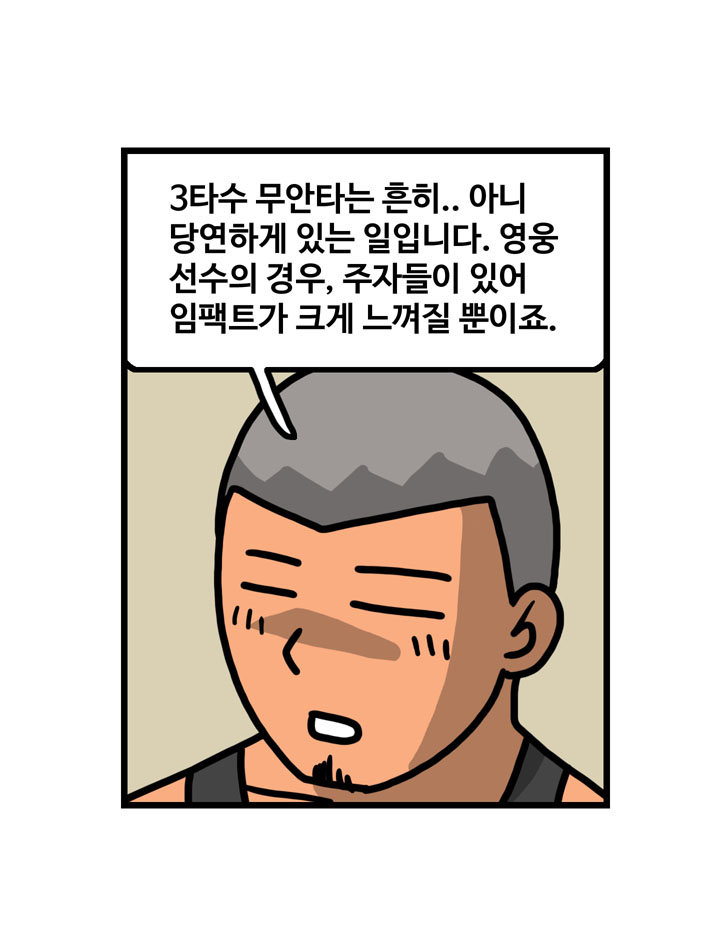 3타수 무안타는 흔히.. 아니
당연하게 있는 일입니다. 영웅
선수의 경우, 주자들이 있어
임팩트가 크게 느껴질 뿐이죠.